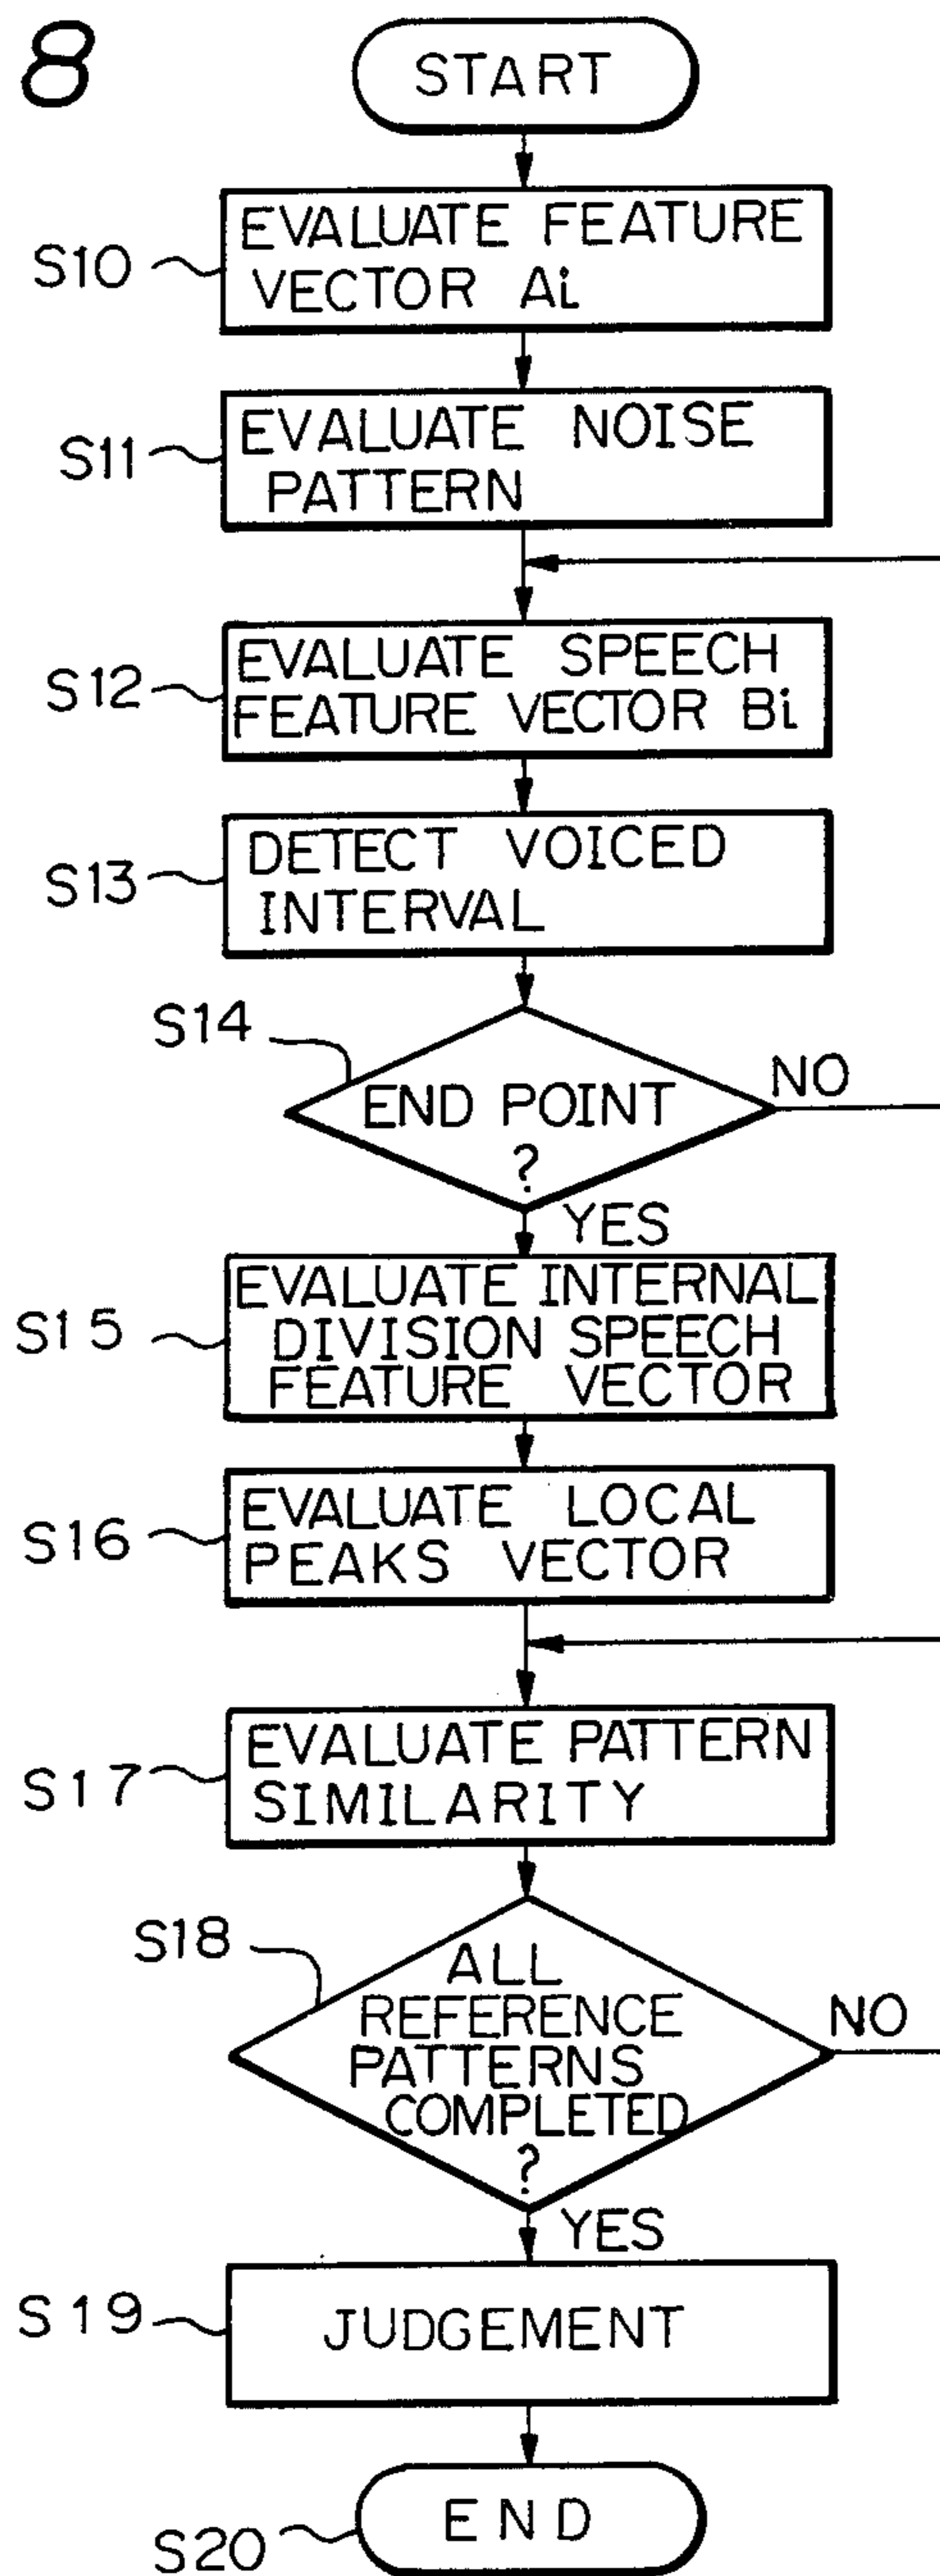 8
START
S10
EVALUATE FEATURE
VECTOR Ai
S11
EVALUATE NOISE
PATTERN
S12
EVALUATE SPEECH
FEATURE VECTOR Bi
S13
DETECT VOICED
INTERVAL
S14
END POINT
?
NO
YES
S15
EVALUATE INTERNAL
DIVISION SPEECH
FEATURE VECTOR
S16
EVALUATE LOCAL
PEAKS VECTOR
S17
EVALUATE PATTERN
SIMILARITY
S18
ALL
REFERENCE
PATTERNS
COMPLETED
?
NO
YES
S19
JUDGEMENT
S20
END